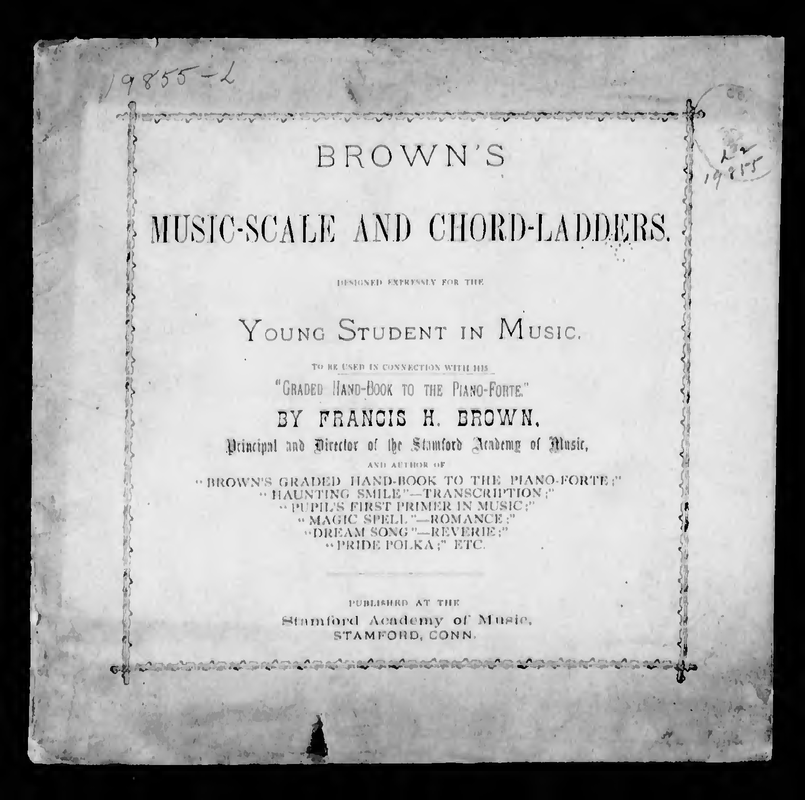 19855-L
L2
19855
BROWN'S
MUSIC-SCALE AND CHORD-LADDERS.
DESIGNED EXPRESSLY FOR THE
YOUNG STUDENT IN MUSIC.
TO BE USED IN CONNECTION WITH HIS
"GRADED HAND-BOOK TO THE PIANO-FORTE."
BY FRANCIS H. BROWN,
Principal and Director of the Stamford Academy of Music,
AND AUTHOR OF
"BROWN'S GRADED HAND-BOOK TO THE PIANO-FORTE;"
"HAUNTING SMILE"—TRANSCRIPTION;"
"PUPIL'S FIRST PRIMER IN MUSIC;"
"MAGIC SPELL"—ROMANCE;"
"DREAM SONG"—REVERIE;"
"PRIDE POLKA;" ETC.
PUBLISHED AT THE
Stamford Academy of Music,
STAMFORD, CONN.